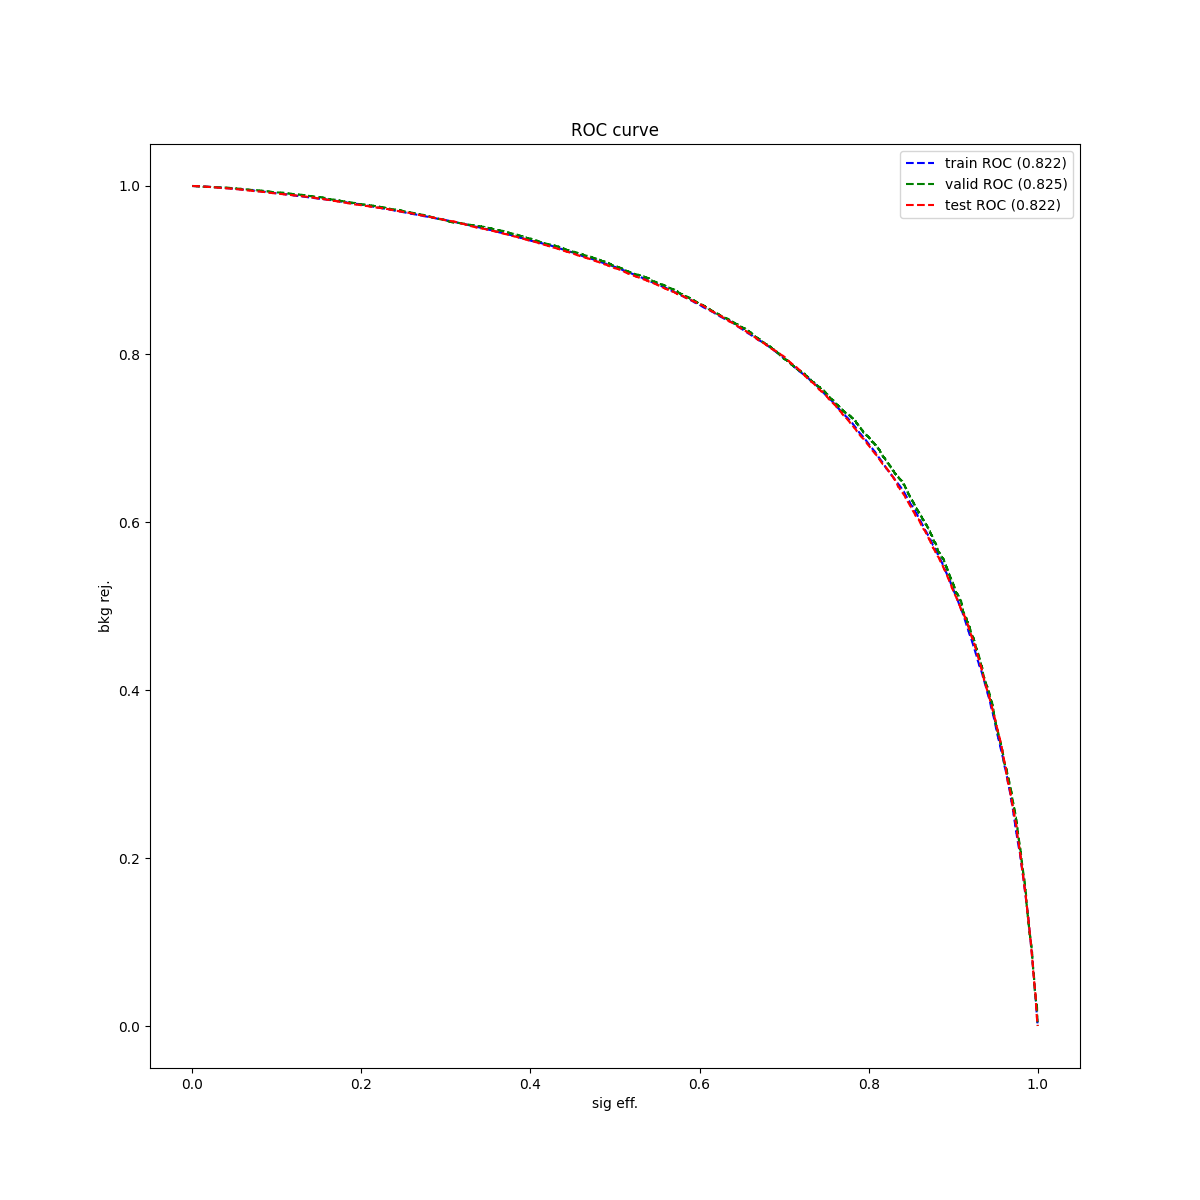 ROC curve
train ROC (0.822)
valid ROC (0.825)
test ROC (0.822)
1.0
0.8
0.6
0.4
0.2
0.0
bkg rej.
0.0 0.2 0.4 0.6 0.8 1.0
sig eff.